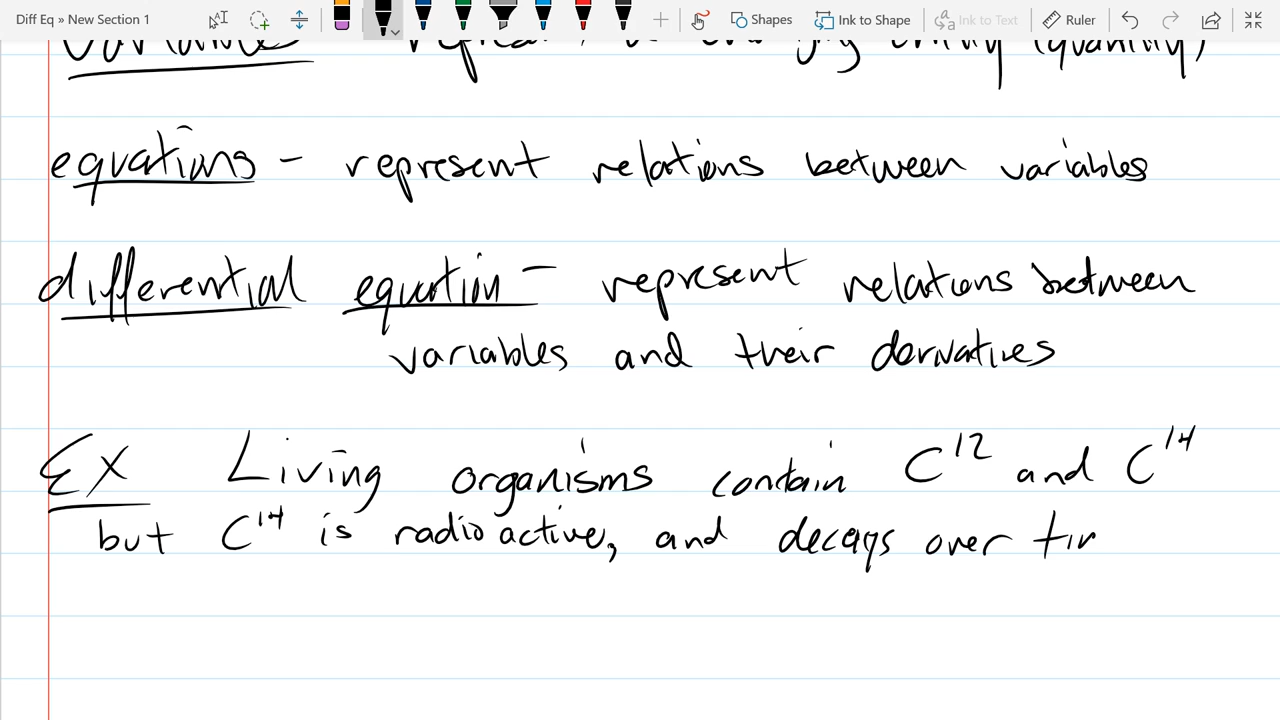 Diff Eq » New Section 1
Shapes
Ink to Shape
Ink to Text
Ruler
variables (quantity)
equations - represent relations between variables
differential equation - represent relations between
variables and their derivatives
EX Living organisms contain C¹² and C¹⁴
but C¹⁴ is radioactive, and decays over